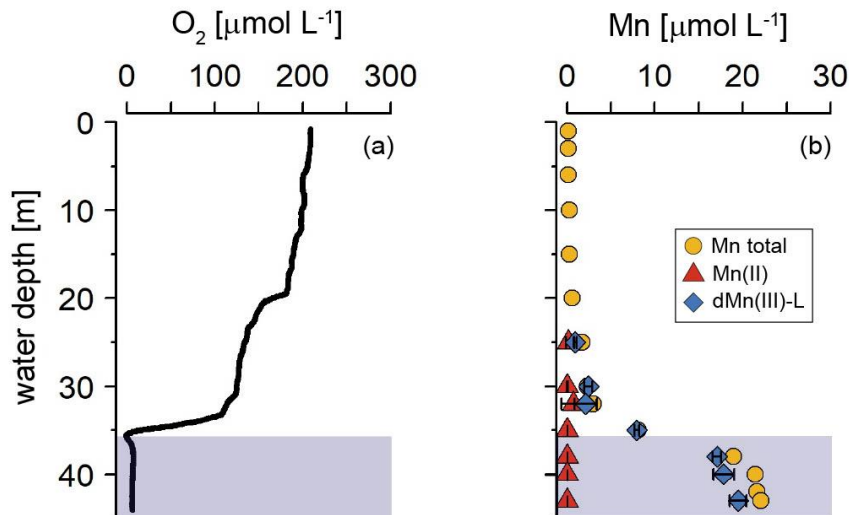 O₂ [μmol L⁻¹]
0 100 200 300
Mn [μmol L⁻¹]
0 10 20 30
water depth [m]
0
10
20
30
40
(a)
(b)
Mn total
Mn(II)
dMn(III)-L